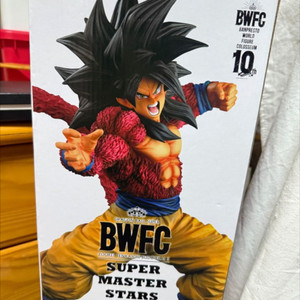 BWFC
BANPRESTO
WORLD
FIGURE
COLOSSEUM
10
BWFC
SUPER
MASTER
STARS